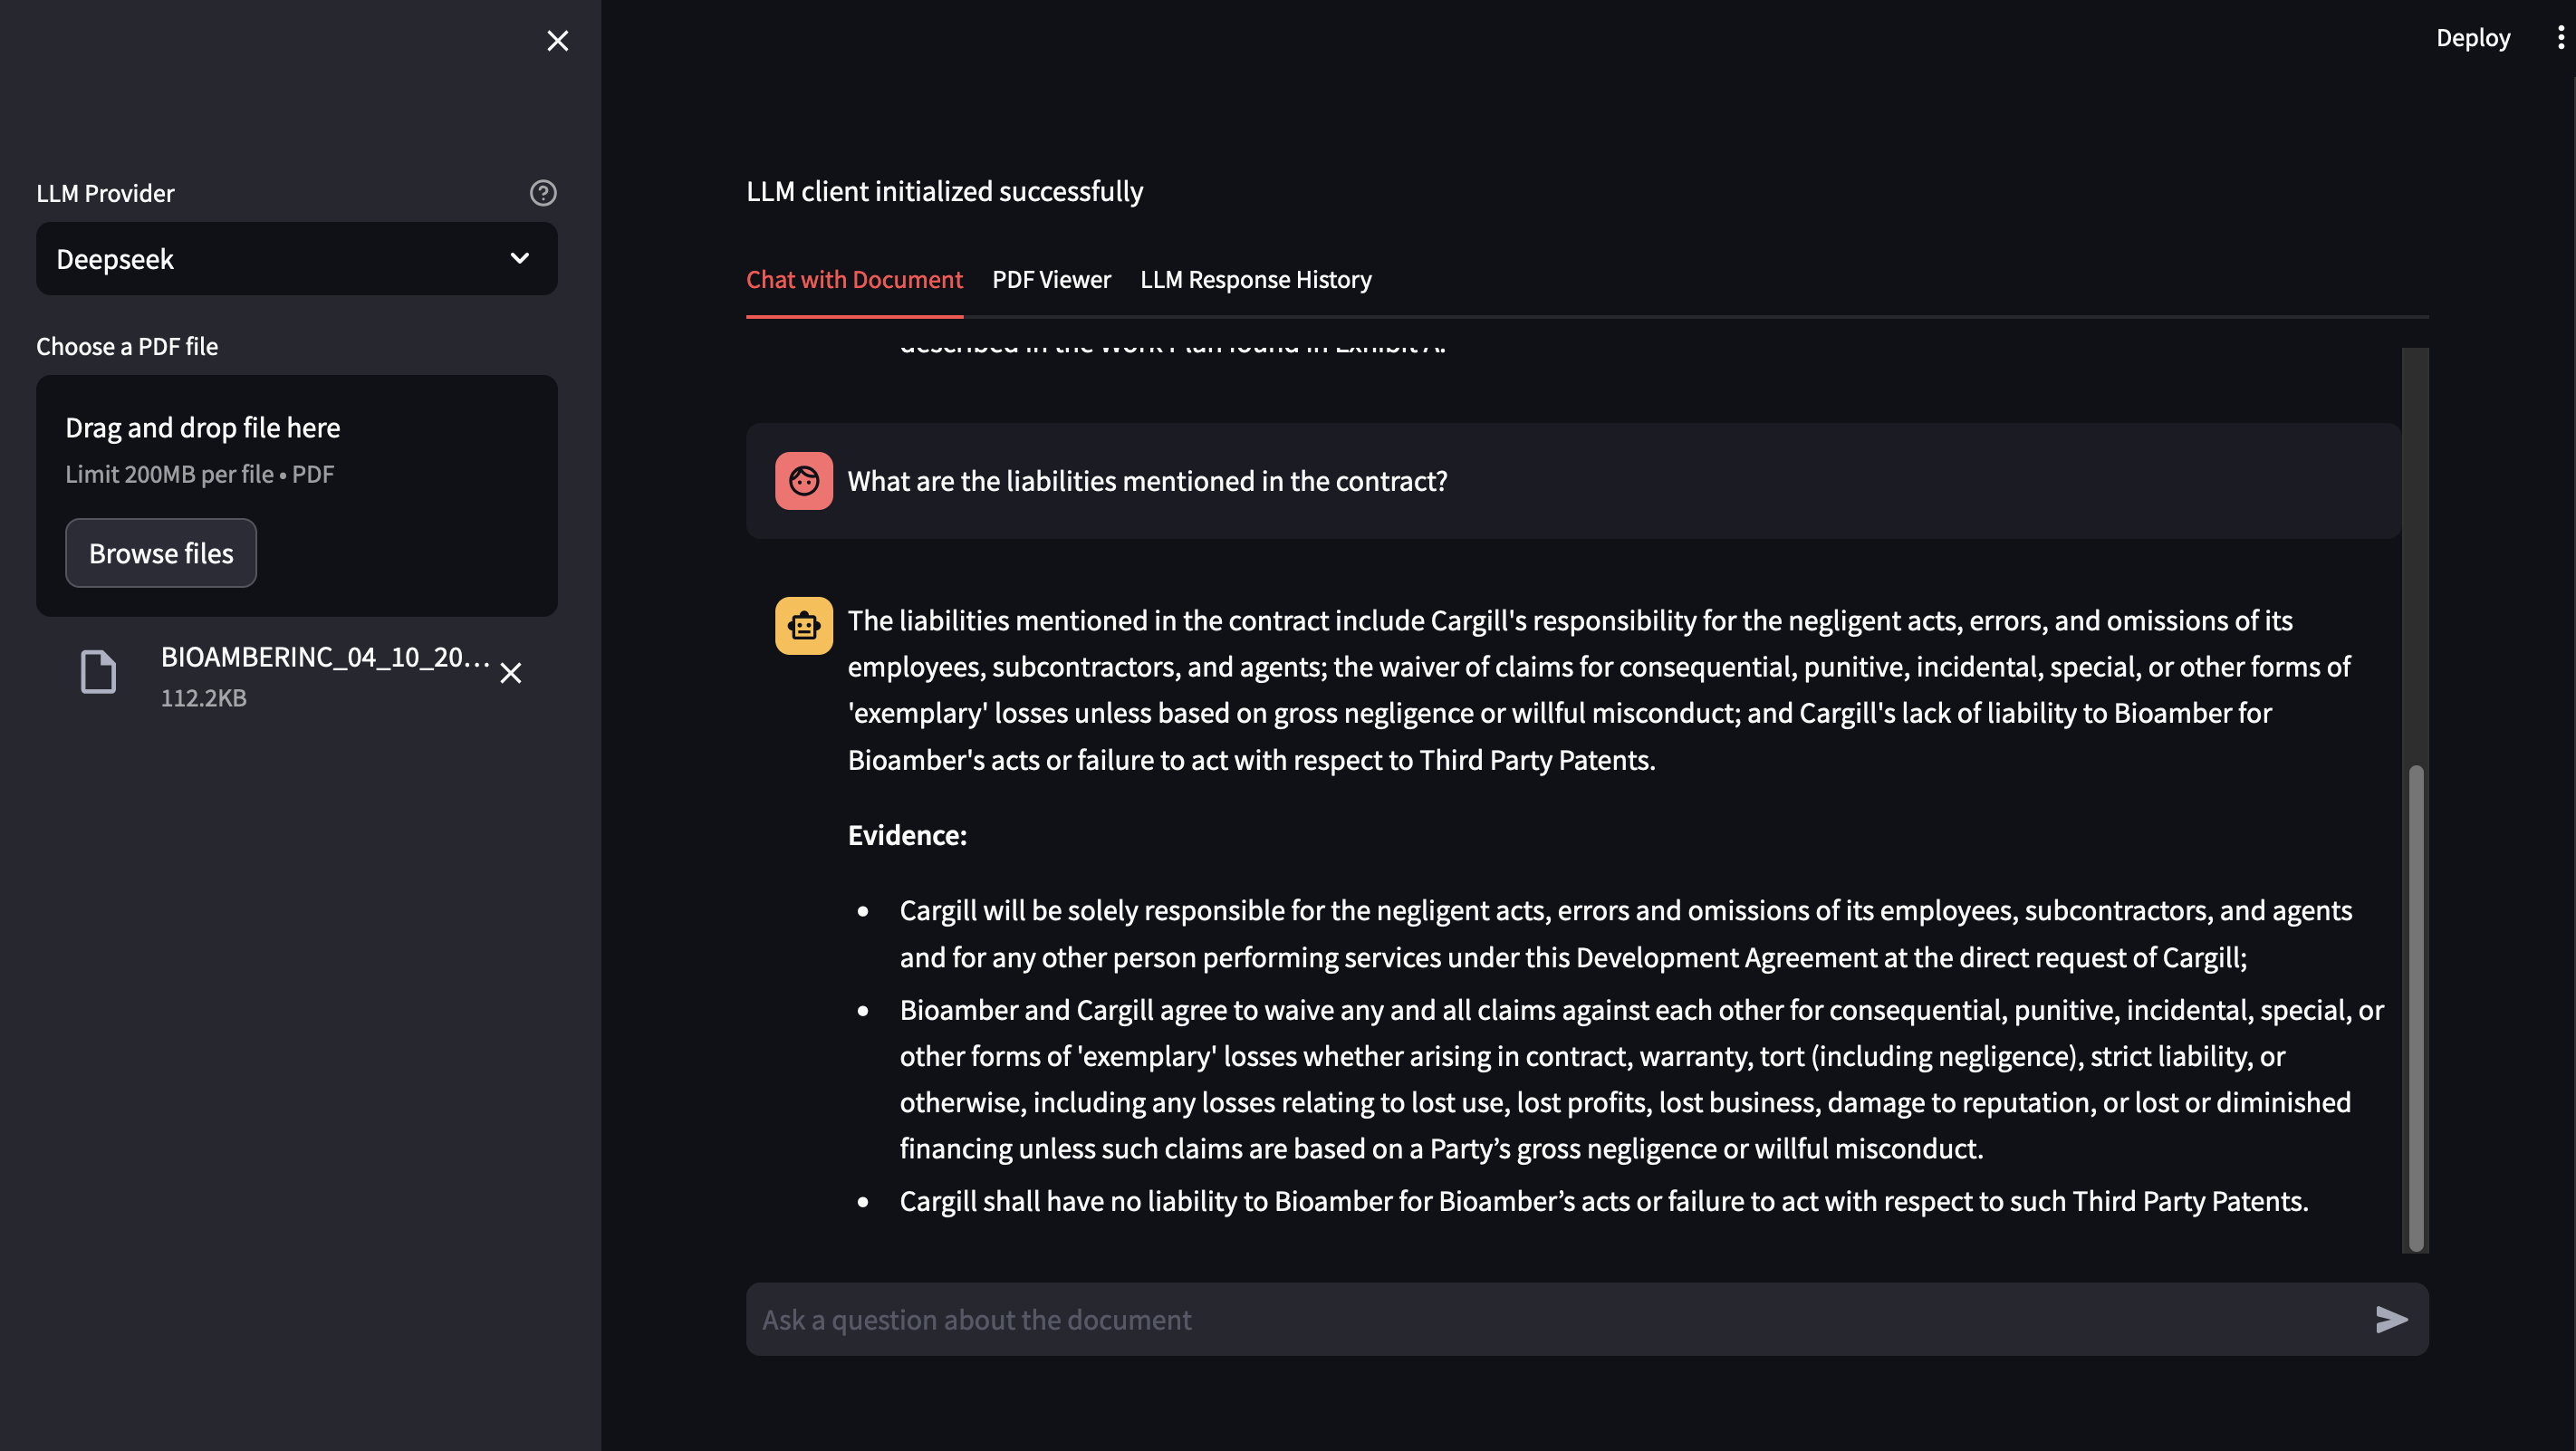 Deploy
LLM Provider
Deepseek
Choose a PDF file
Drag and drop file here
Limit 200MB per file • PDF
Browse files
BIOAMBERINC_04_10_20...
112.2KB
LLM client initialized successfully
Chat with Document PDF Viewer LLM Response History
described in the Work Plan found in Exhibit A.
What are the liabilities mentioned in the contract?
The liabilities mentioned in the contract include Cargill's responsibility for the negligent acts, errors, and omissions of its
employees, subcontractors, and agents; the waiver of claims for consequential, punitive, incidental, special, or other forms of
'exemplary' losses unless based on gross negligence or willful misconduct; and Cargill's lack of liability to Bioamber for
Bioamber's acts or failure to act with respect to Third Party Patents.
Evidence:
• Cargill will be solely responsible for the negligent acts, errors and omissions of its employees, subcontractors, and agents
and for any other person performing services under this Development Agreement at the direct request of Cargill;
• Bioamber and Cargill agree to waive any and all claims against each other for consequential, punitive, incidental, special, or
other forms of 'exemplary' losses whether arising in contract, warranty, tort (including negligence), strict liability, or
otherwise, including any losses relating to lost use, lost profits, lost business, damage to reputation, or lost or diminished
financing unless such claims are based on a Party’s gross negligence or willful misconduct.
• Cargill shall have no liability to Bioamber for Bioamber’s acts or failure to act with respect to such Third Party Patents.
Ask a question about the document